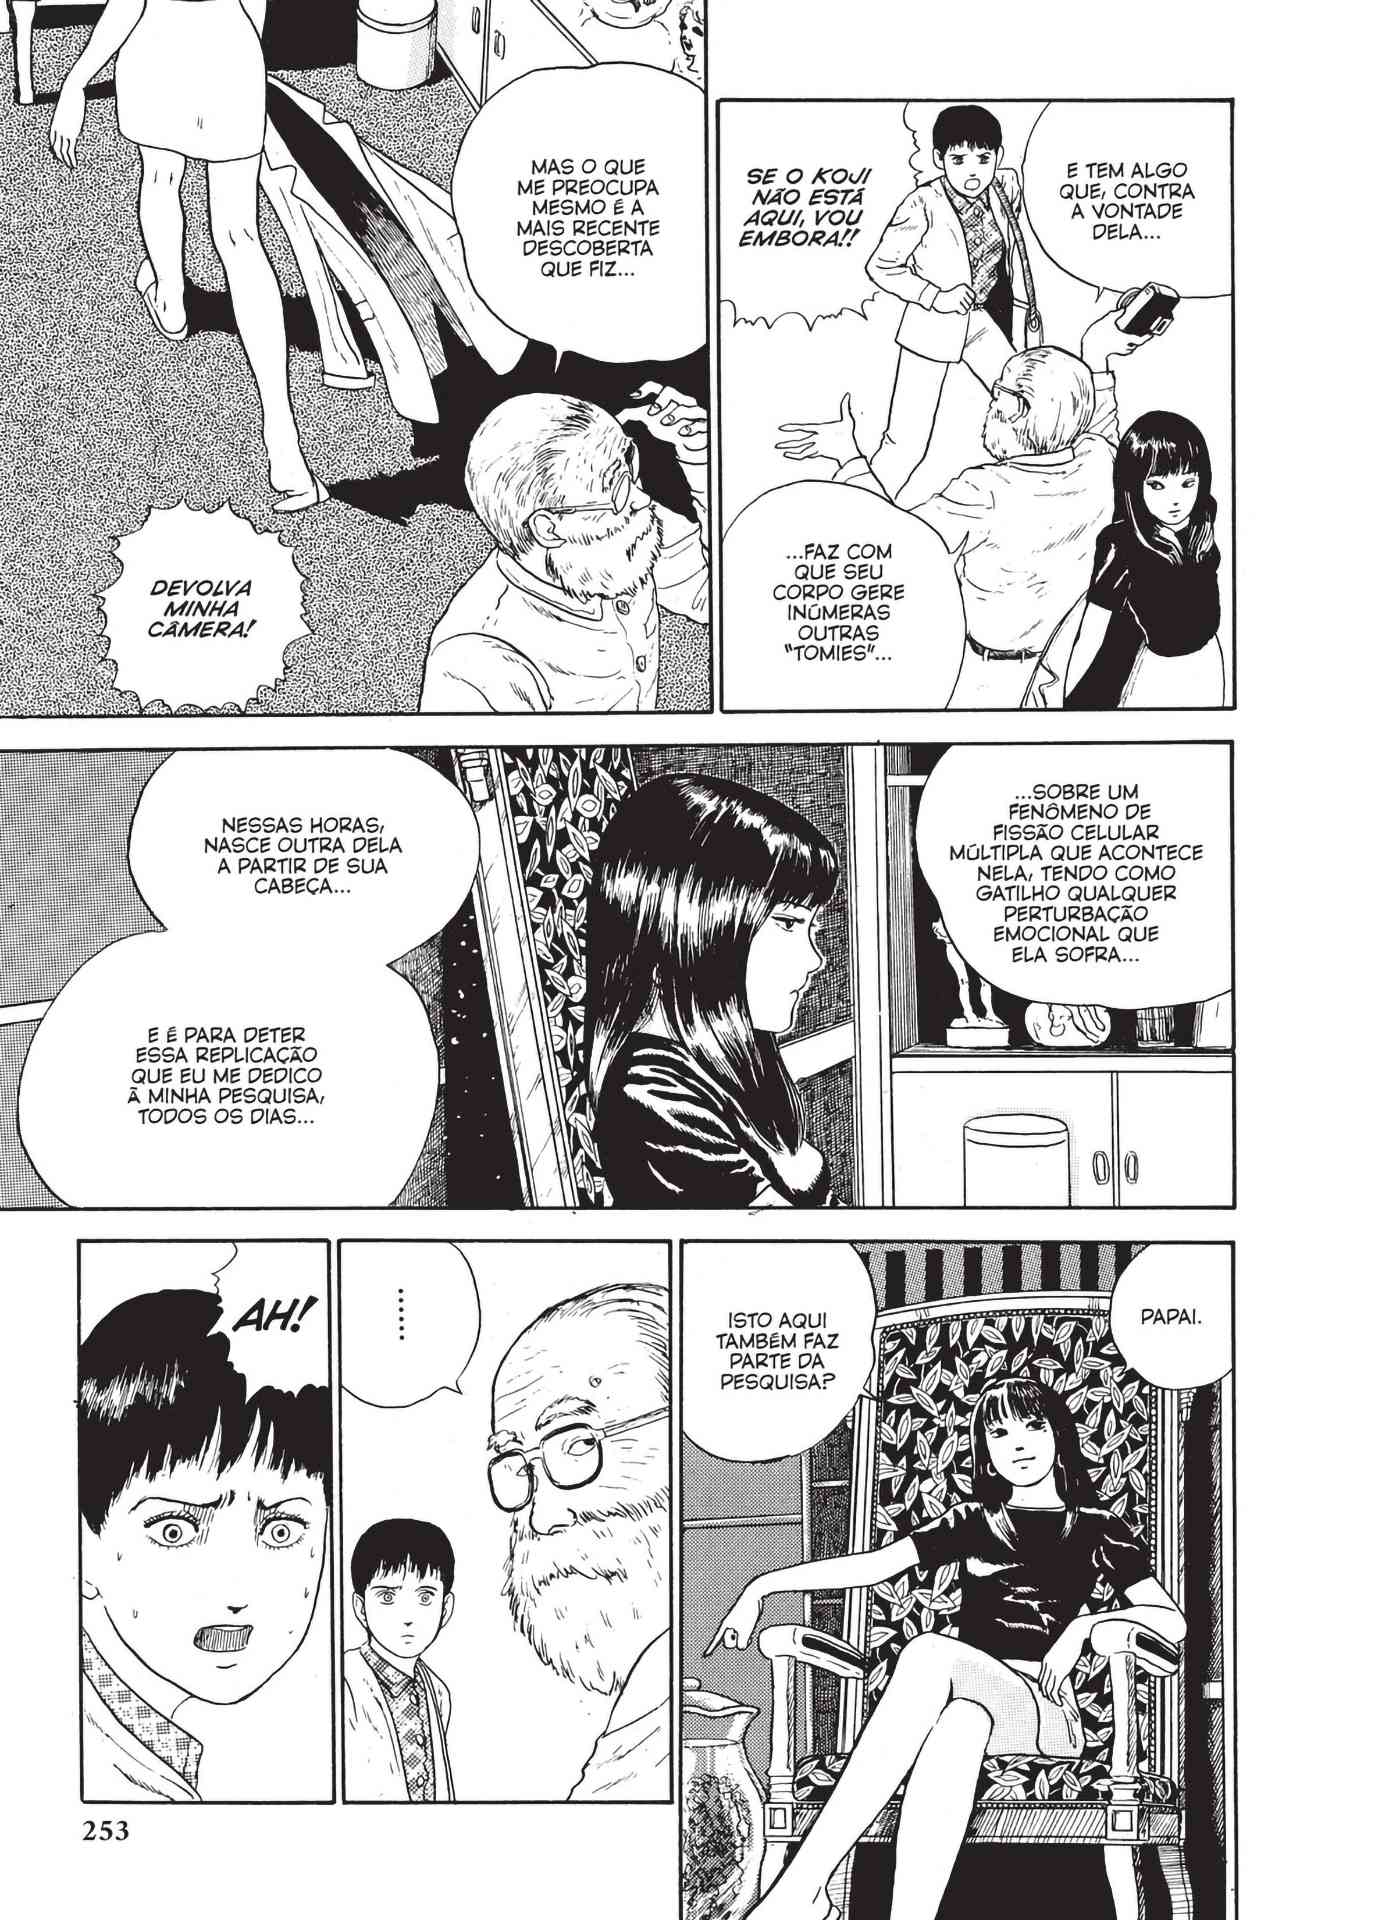 E TEM ALGO
QUE, CONTRA
A VONTADE
DELA...
SE O KOJI
NÃO ESTÁ
AQUI, VOU
EMBORA!!
...FAZ COM
QUE SEU
CORPO GERE
INÚMERAS
OUTRAS
"TOMIES"...
MAS O QUE
ME PREOCUPA
MESMO É A
MAIS RECENTE
DESCOBERTA
QUE FIZ...
DEVOLVA
MINHA
CÂMERA!
...SOBRE UM
FENÔMENO DE
FISSÃO CELULAR
MÚLTIPLA QUE ACONTECE
NELA, TENDO COMO
GATILHO QUALQUER
PERTURBAÇÃO
EMOCIONAL QUE
ELA SOFRA...
NESSAS HORAS,
NASCE OUTRA DELA
A PARTIR DE SUA
CABEÇA...
E É PARA DETER
ESSA REPLICAÇÃO
QUE EU ME DEDICO
À MINHA PESQUISA,
TODOS OS DIAS...
PAPAI.
ISTO AQUI
TAMBÉM FAZ
PARTE DA
PESQUISA?
......
AH!
253